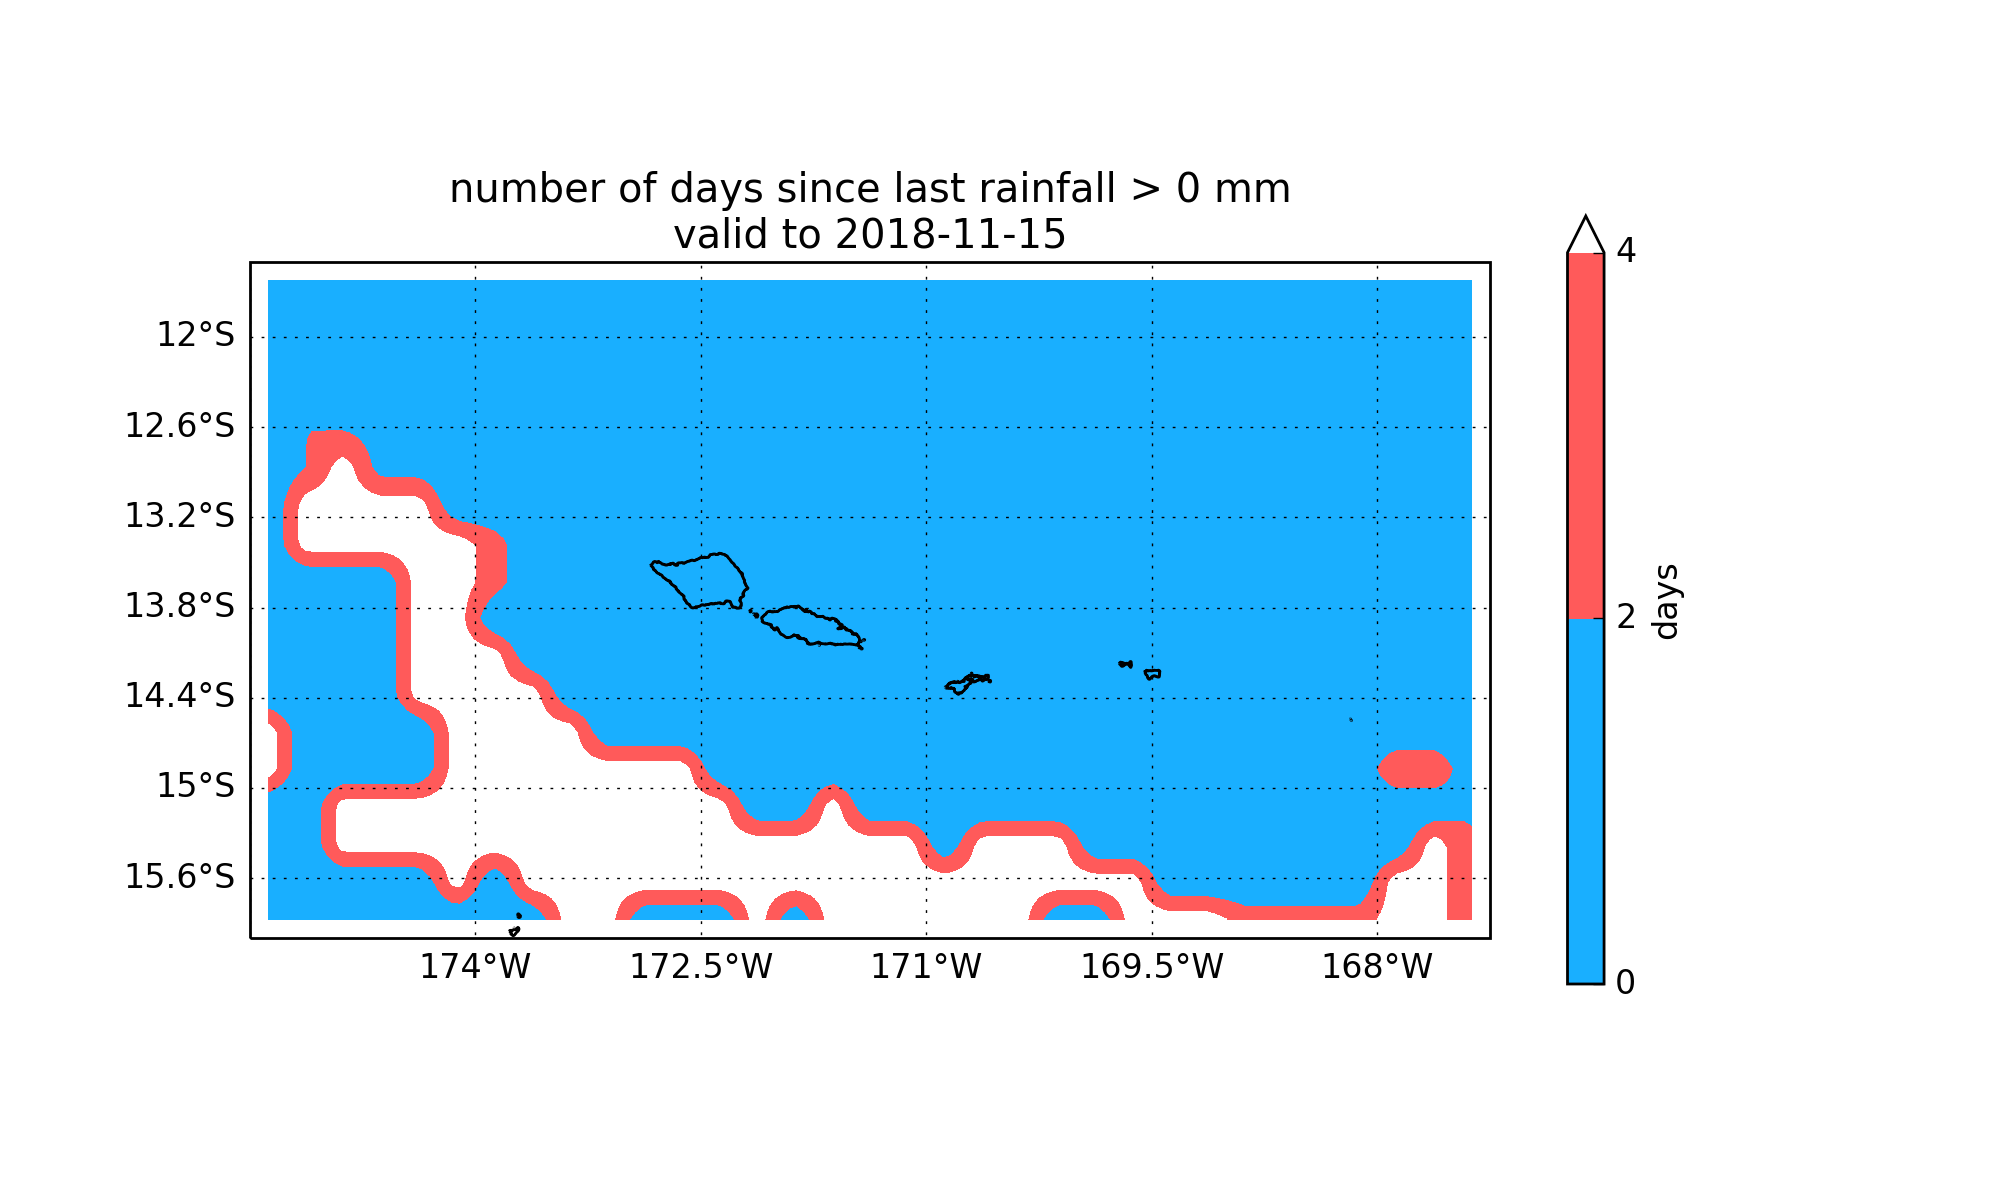 number of days since last rainfall > 0 mm
valid to 2018-11-15
12°S
12.6°S
13.2°S
13.8°S
14.4°S
15°S
15.6°S
174°W
172.5°W
171°W
169.5°W
168°W
4
2
0
days